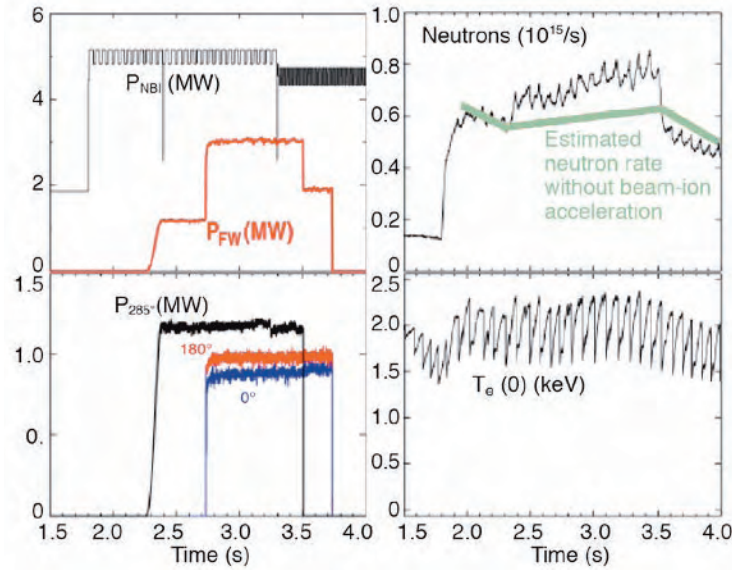 6
P_NBI (MW)
4
2
P_FW (MW)
0
1.0
Neutrons (10^15/s)
0.8
0.6
Estimated
neutron rate
without beam-ion
acceleration
0.4
0.2
0
1.5
P_285° (MW)
180°
1.0
0°
0.
0
1.5 2.0 2.5 3.0 3.5 4.0
Time (s)
2.5
2.0
1.5
T_e (0) (keV)
1.0
0.5
0.0
1.5 2.0 2.5 3.0 3.5 4.0
Time (s)